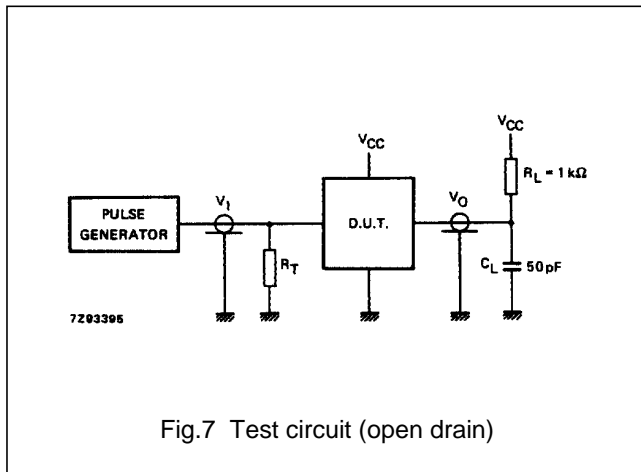 VCC
VCC
RL = 1 kΩ
VI
VO
PULSE
GENERATOR
D.U.T.
RT
CL
50 pF
7Z93395
Fig.7 Test circuit (open drain)